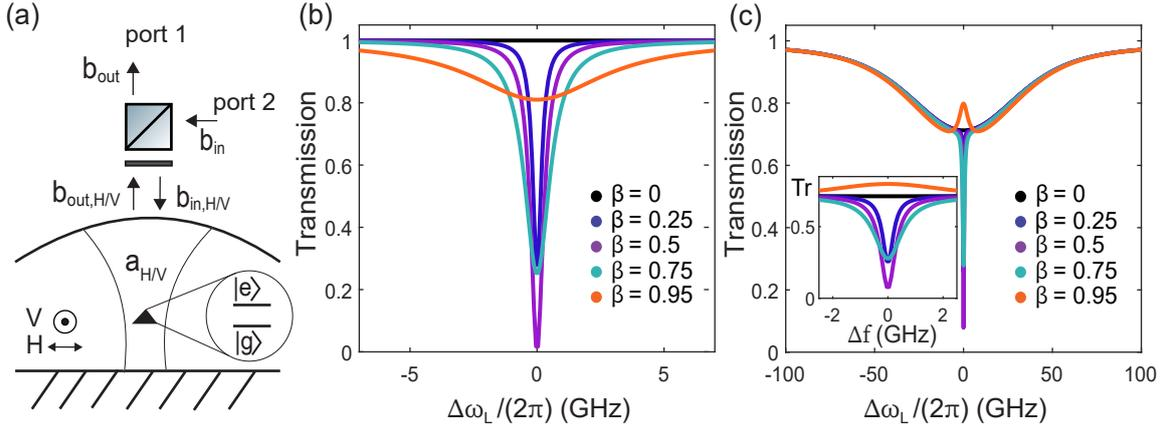 (a)
port 1
b_out
port 2
b_in
b_out,H/V
b_in,H/V
a_H/V
|e>
|g>
V
H
(b)
Transmission
1
0.8
0.6
0.4
0.2
0
-5
0
5
Δω_L/(2π) (GHz)
β = 0
β = 0.25
β = 0.5
β = 0.75
β = 0.95
(c)
Transmission
1
0.8
0.6
0.4
0.2
0
-100
-50
0
50
100
Δω_L/(2π) (GHz)
Tr
0.5
0
-2
0
2
Δf (GHz)
β = 0
β = 0.25
β = 0.5
β = 0.75
β = 0.95